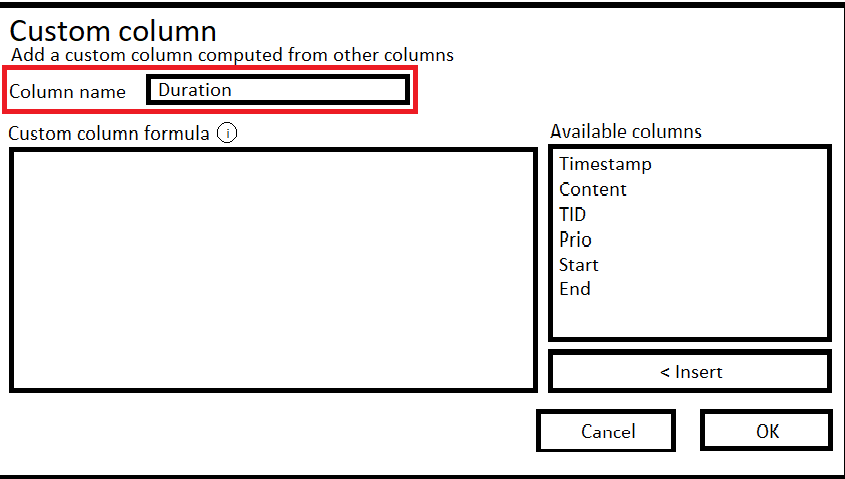 Custom column
Add a custom column computed from other columns
Column name
Duration
Custom column formula i
Available columns
Timestamp
Content
TID
Prio
Start
End
< Insert
Cancel
OK